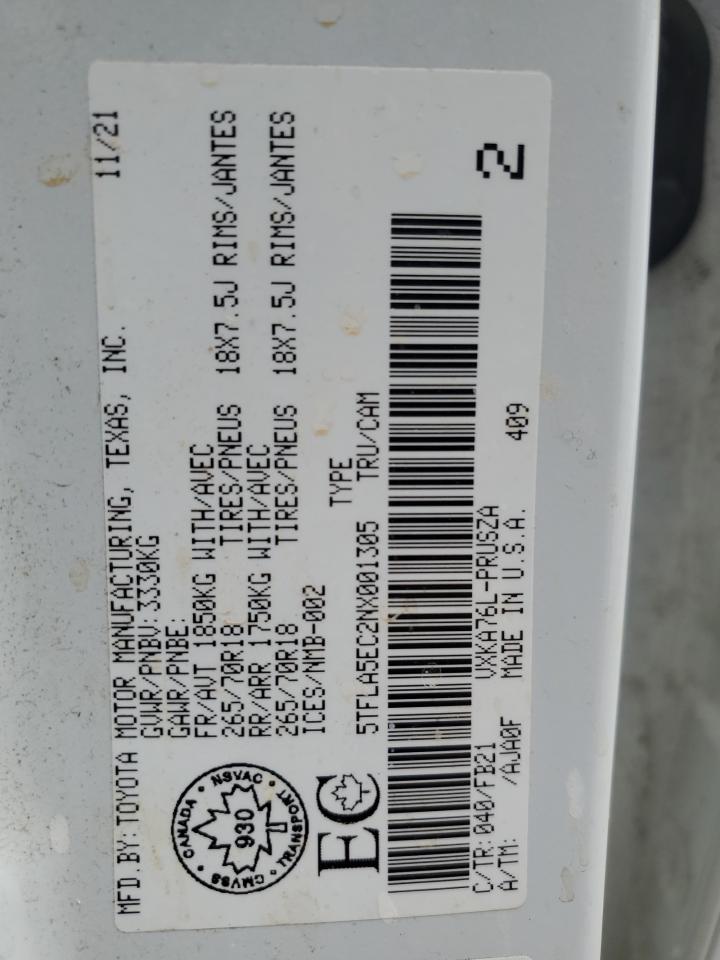 MFD. BY: TOYOTA MOTOR MANUFACTURING, TEXAS, INC. 11/21
GVWR/PNBV: 3330KG
GAWR/PNBE:
FR/AVT 1850KG WITH/AVEC
265/70R18 TIRES/PNEUS 18X7.5J RIMS/JANTES
RR/ARR 1750KG WITH/AVEC
265/70R18 TIRES/PNEUS 18X7.5J RIMS/JANTES
ICES/NMB-002
CANADA · NSVAC · TRANSPORT · CMVSS
930
EC
TYPE
5TFLA5EC2NX001305 TRU/CAM
2
C/TR: 040/FB21 VXKA76L-PRUSZA 409
A/TM: /AJA0F MADE IN U.S.A.